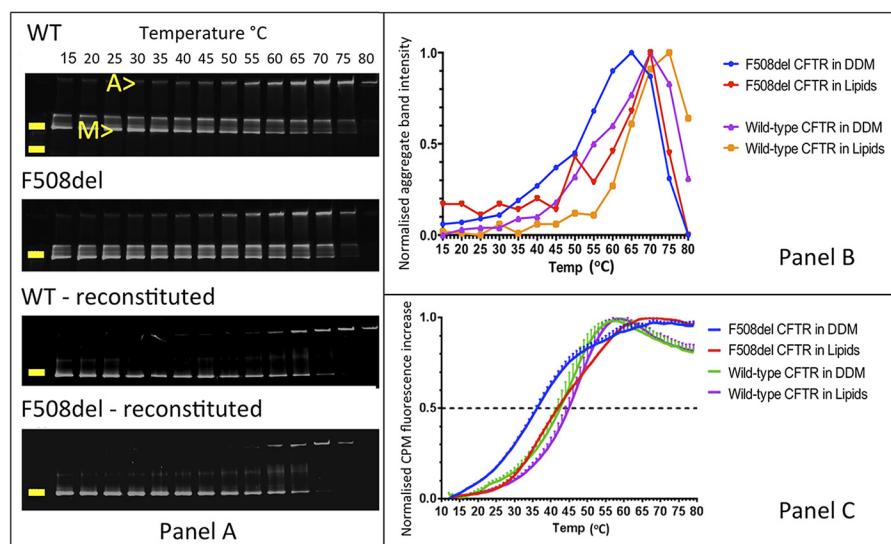 WT
Temperature °C
15 20 25 30 35 40 45 50 55 60 65 70 75 80
A>
M>
F508del
WT - reconstituted
F508del - reconstituted
Panel A
Normalised aggregate band intensity
1.0
0.5
0.0
15 20 25 30 35 40 45 50 55 60 65 70 75 80
Temp (°C)
F508del CFTR in DDM
F508del CFTR in Lipids
Wild-type CFTR in DDM
Wild-type CFTR in Lipids
Panel B
Normalised CPM fluorescence increase
1.0
0.5
0.0
10 15 20 25 30 35 40 45 50 55 60 65 70 75 80
Temp (°C)
F508del CFTR in DDM
F508del CFTR in Lipids
Wild-type CFTR in DDM
Wild-type CFTR in Lipids
Panel C